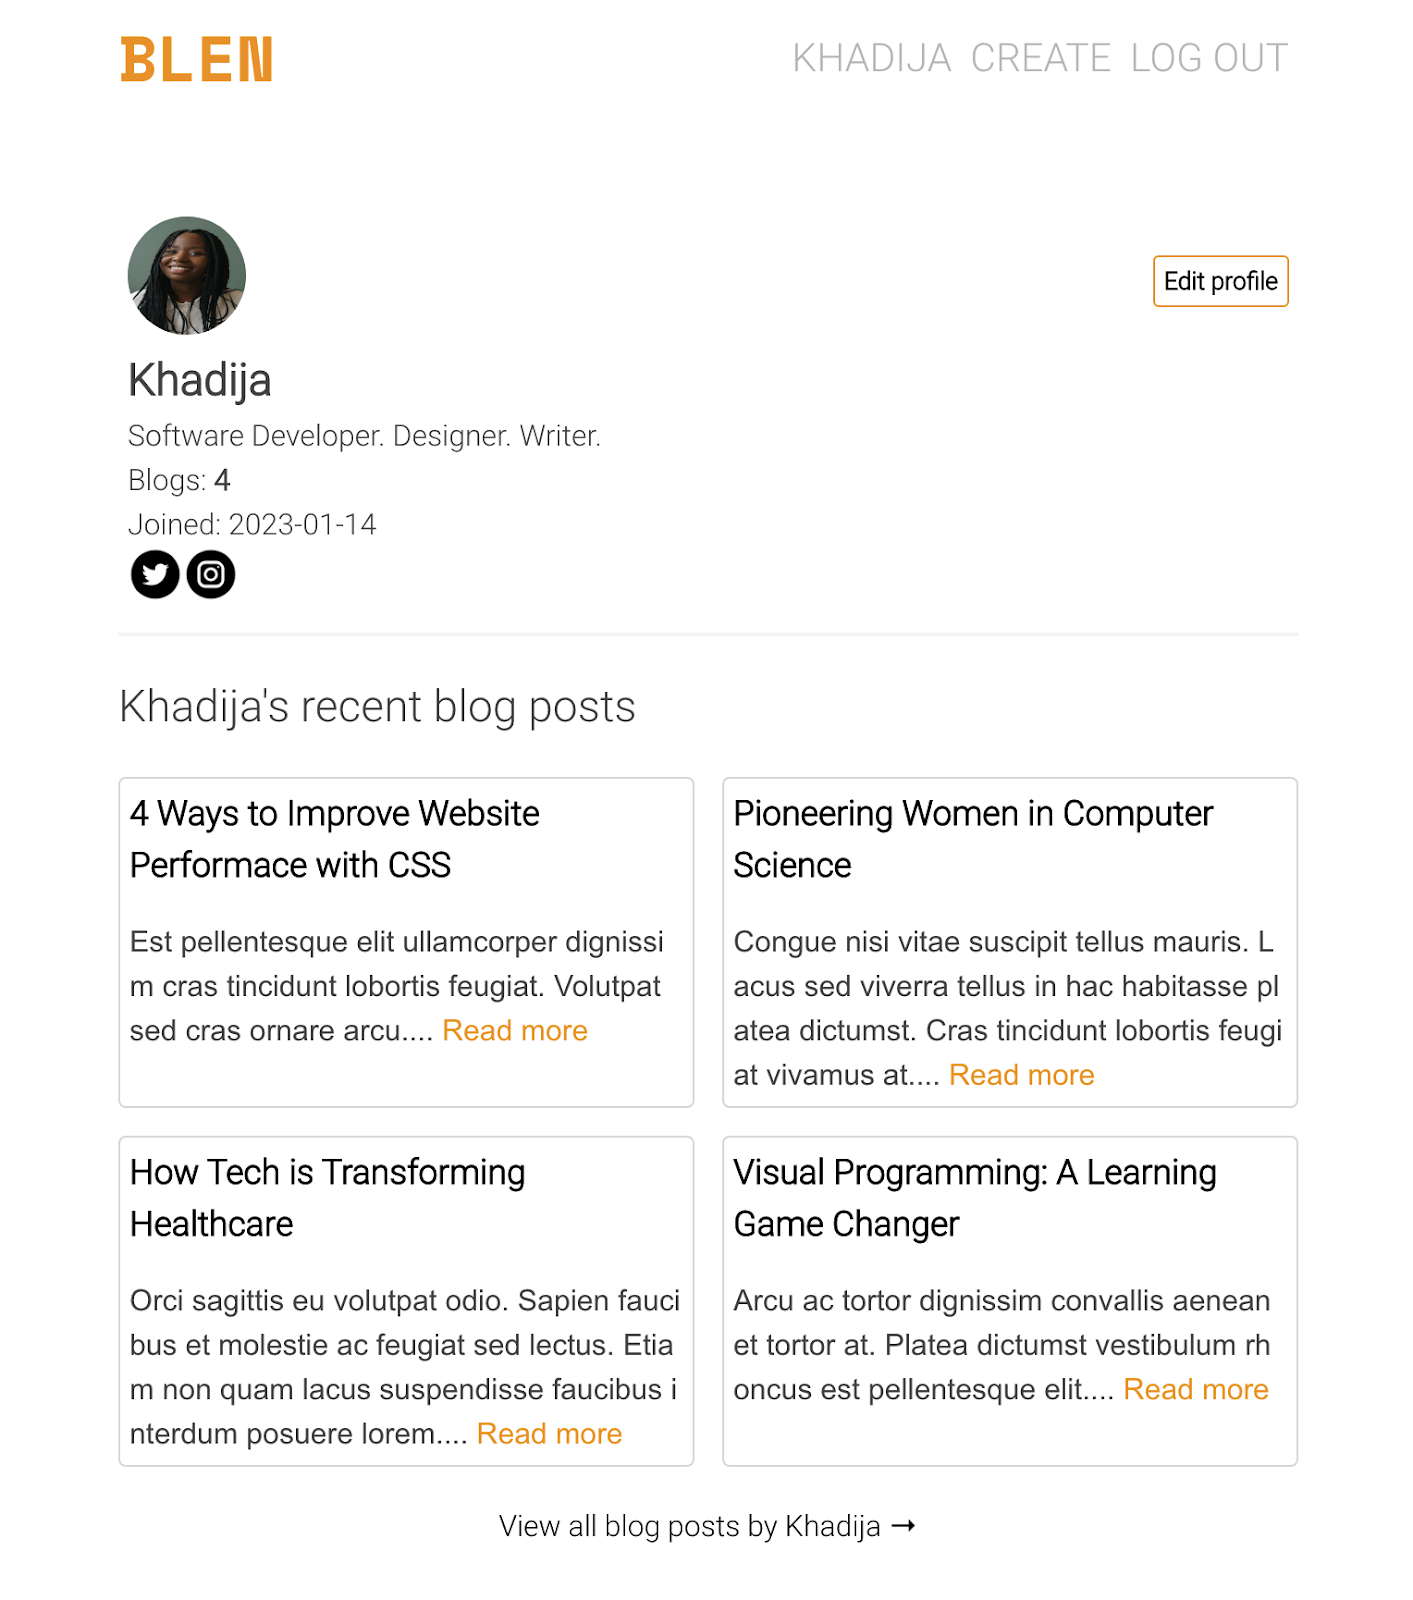 BLEN
KHADIJA CREATE LOG OUT
Edit profile
Khadija
Software Developer. Designer. Writer.
Blogs: 4
Joined: 2023-01-14
Khadija's recent blog posts
4 Ways to Improve Website
Performace with CSS
Est pellentesque elit ullamcorper dignissi
m cras tincidunt lobortis feugiat. Volutpat
sed cras ornare arcu.... Read more
Pioneering Women in Computer
Science
Congue nisi vitae suscipit tellus mauris. L
acus sed viverra tellus in hac habitasse pl
atea dictumst. Cras tincidunt lobortis feugi
at vivamus at.... Read more
How Tech is Transforming
Healthcare
Orci sagittis eu volutpat odio. Sapien fauci
bus et molestie ac feugiat sed lectus. Etia
m non quam lacus suspendisse faucibus i
nterdum posuere lorem.... Read more
Visual Programming: A Learning
Game Changer
Arcu ac tortor dignissim convallis aenean
et tortor at. Platea dictumst vestibulum rh
oncus est pellentesque elit.... Read more
View all blog posts by Khadija →